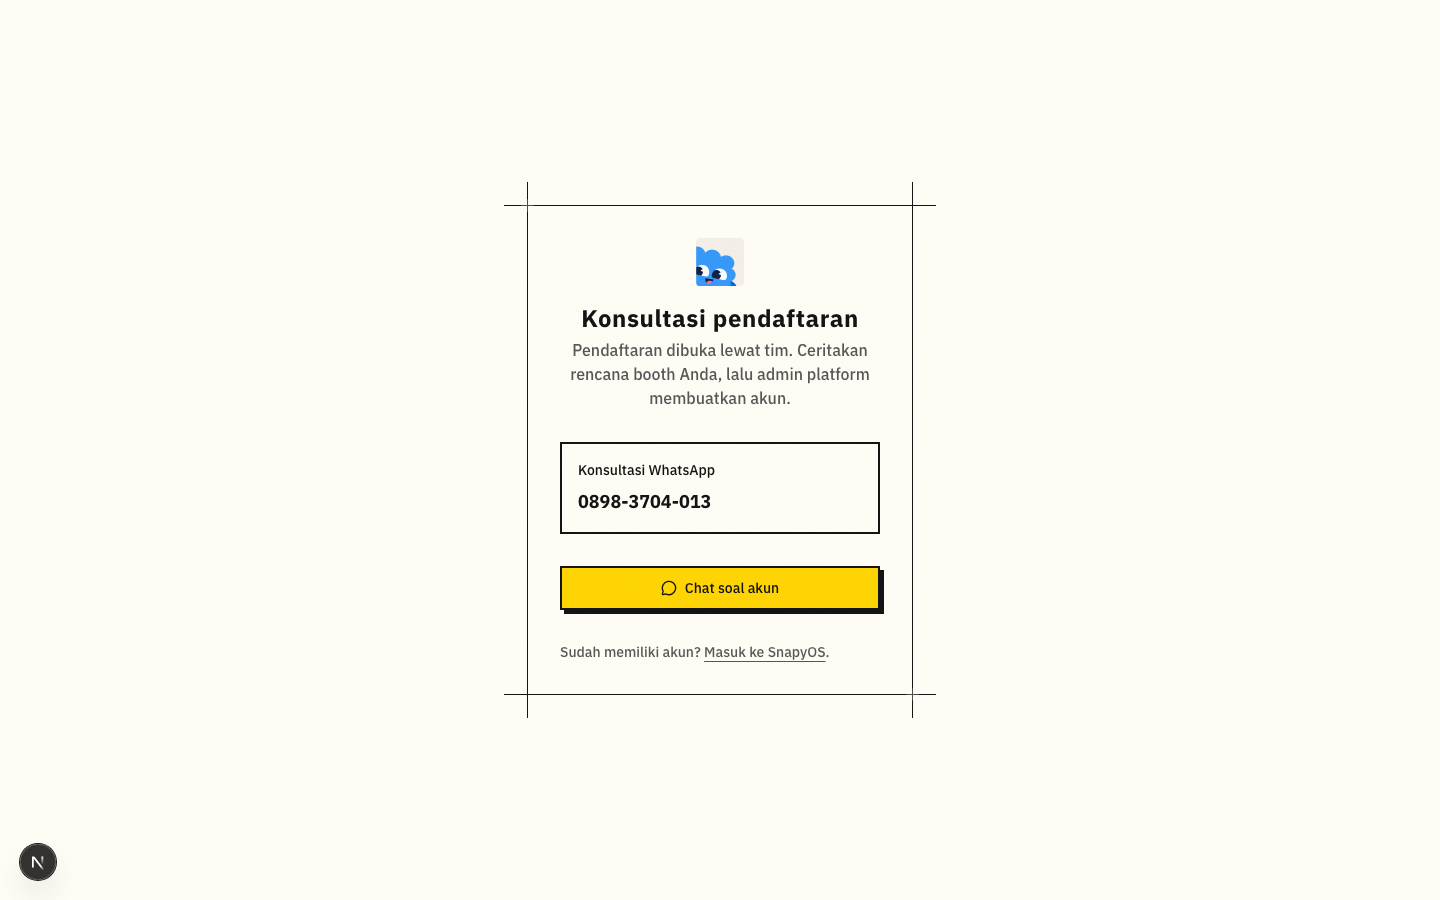 Konsultasi pendaftaran
Pendaftaran dibuka lewat tim. Ceritakan
rencana booth Anda, lalu admin platform
membuatkan akun.
Konsultasi WhatsApp
0898-3704-013
Chat soal akun
Sudah memiliki akun? Masuk ke SnapyOS.
N